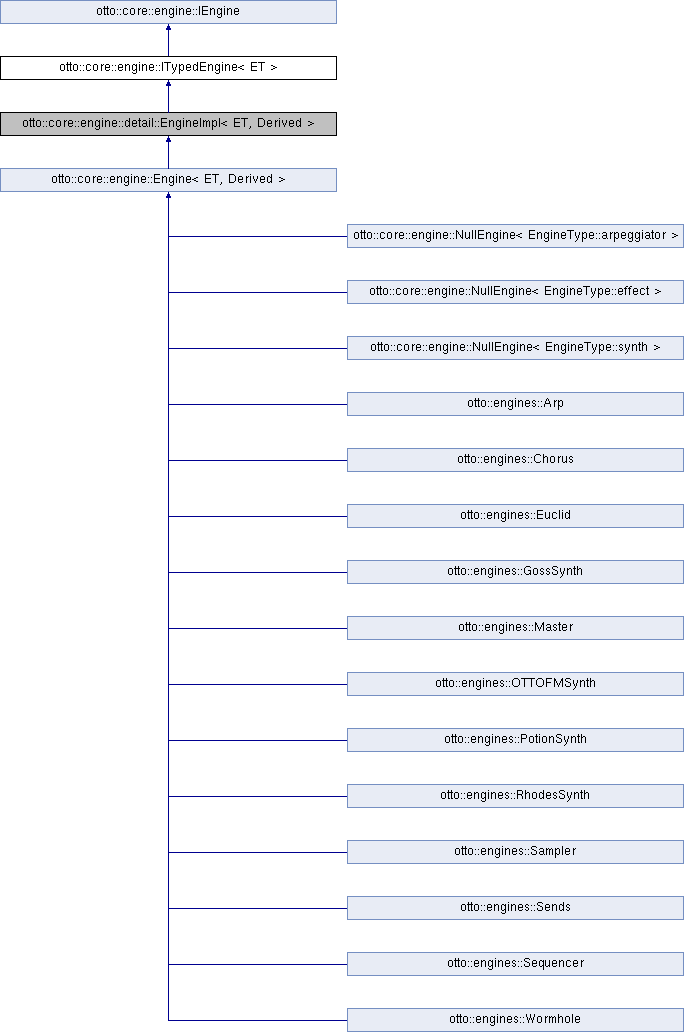 otto::core::engine::IEngine
otto::core::engine::ITypedEngine< ET >
otto::core::engine::detail::EngineImpl< ET, Derived >
otto::core::engine::Engine< ET, Derived >
otto::core::engine::NullEngine< EngineType::arpeggiator >
otto::core::engine::NullEngine< EngineType::effect >
otto::core::engine::NullEngine< EngineType::synth >
otto::engines::Arp
otto::engines::Chorus
otto::engines::Euclid
otto::engines::GossSynth
otto::engines::Master
otto::engines::OTTOFMSynth
otto::engines::PotionSynth
otto::engines::RhodesSynth
otto::engines::Sampler
otto::engines::Sends
otto::engines::Sequencer
otto::engines::Wormhole